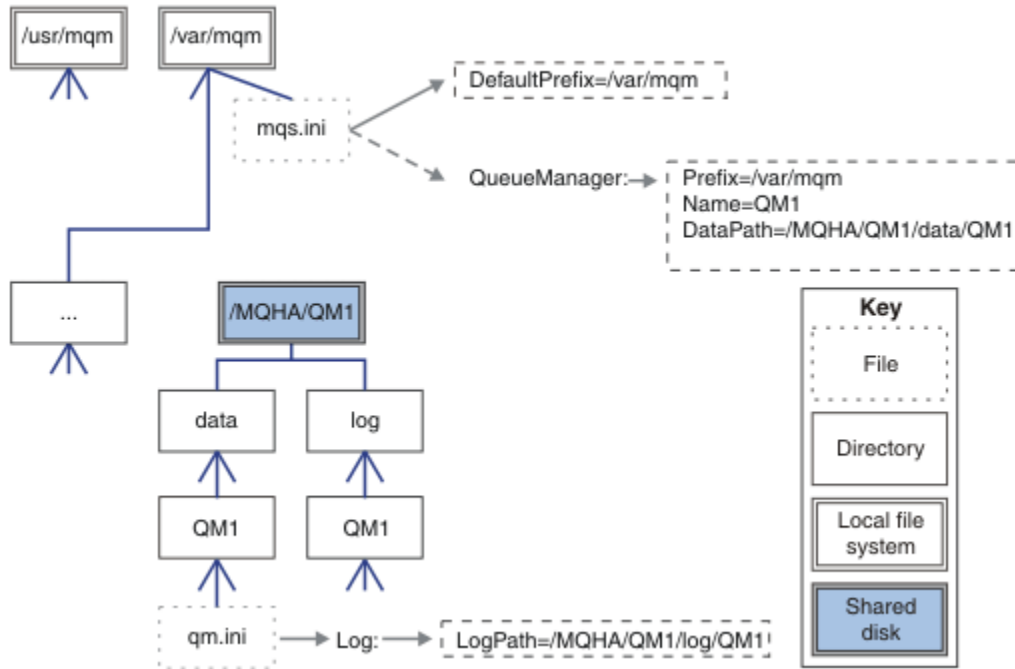 /usr/mqm
/var/mqm
DefaultPrefix=/var/mqm
mqs.ini
QueueManager:
Prefix=/var/mqm
Name=QM1
DataPath=/MQHA/QM1/data/QM1
...
/MQHA/QM1
data
log
QM1
QM1
qm.ini
Log:
LogPath=/MQHA/QM1/log/QM1
Key
File
Directory
Local file
system
Shared
disk